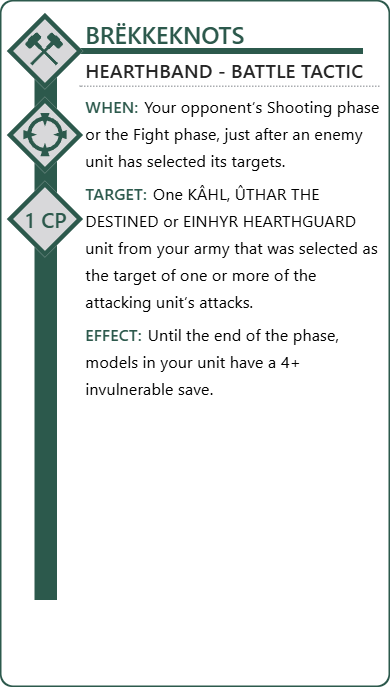 BRËKKEKNOTS
HEARTHBAND - BATTLE TACTIC
WHEN: Your opponent's Shooting phase
or the Fight phase, just after an enemy
unit has selected its targets.
1 CP
TARGET: One KÂHL, ÛTHAR THE
DESTINED or EINHYR HEARTHGUARD
unit from your army that was selected as
the target of one or more of the
attacking unit's attacks.
EFFECT: Until the end of the phase,
models in your unit have a 4+
invulnerable save.